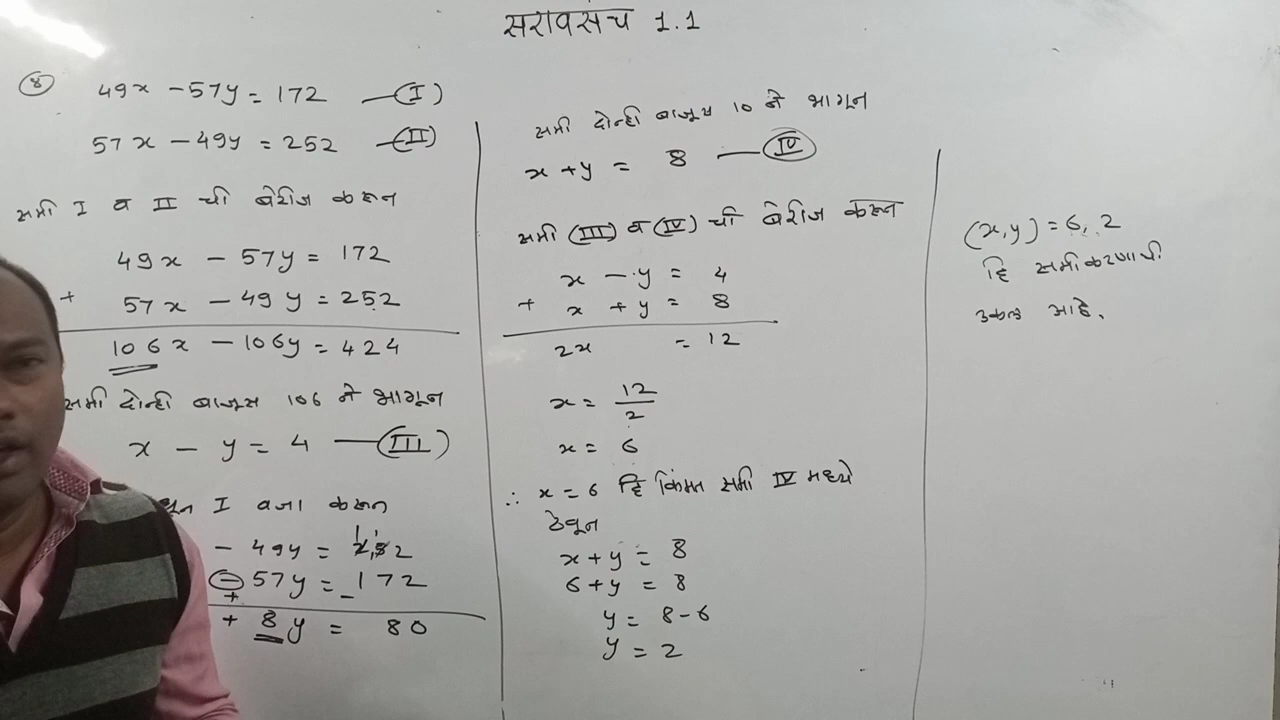 सरावसंच 1.1
(8) 49x - 57y = 172 —(I)
57x - 49y = 252 —(II)
समी I व II ची बेरीज करून
49x - 57y = 172
+ 57x - 49y = 252
106x - 106y = 424
समी दोन्ही बाजूस 106 ने भागून
x - y = 4 —(III)
I वजा करून
- 49y = 252
- 57y = 172
+ +
+ 8y = 80
समी दोन्ही बाजूस 10 ने भागून
x + y = 8 —(IV)
समी (III) व (IV) ची बेरीज करून
x - y = 4
+ x + y = 8
2x = 12
x = 12/2
x = 6
∴ x = 6 हि किंमत समी IV मध्ये
ठेवून
x + y = 8
6 + y = 8
y = 8 - 6
y = 2
(x, y) = 6, 2
हि समीकरणाची
उकल आहे.